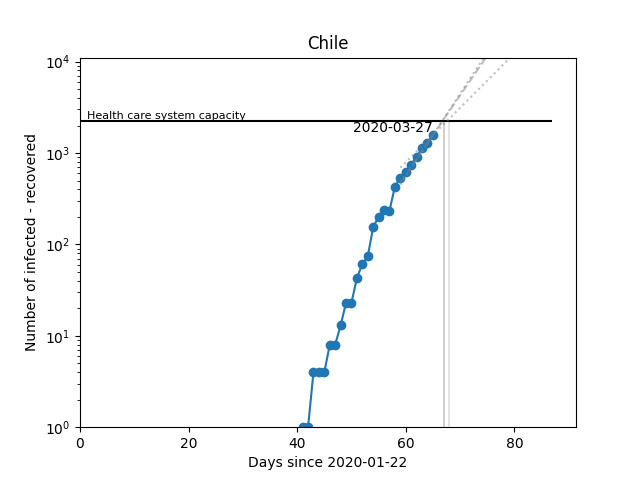 Chile
Number of infected - recovered
10^4
10^3
10^2
10^1
10^0
Health care system capacity
2020-03-27
0 20 40 60 80
Days since 2020-01-22